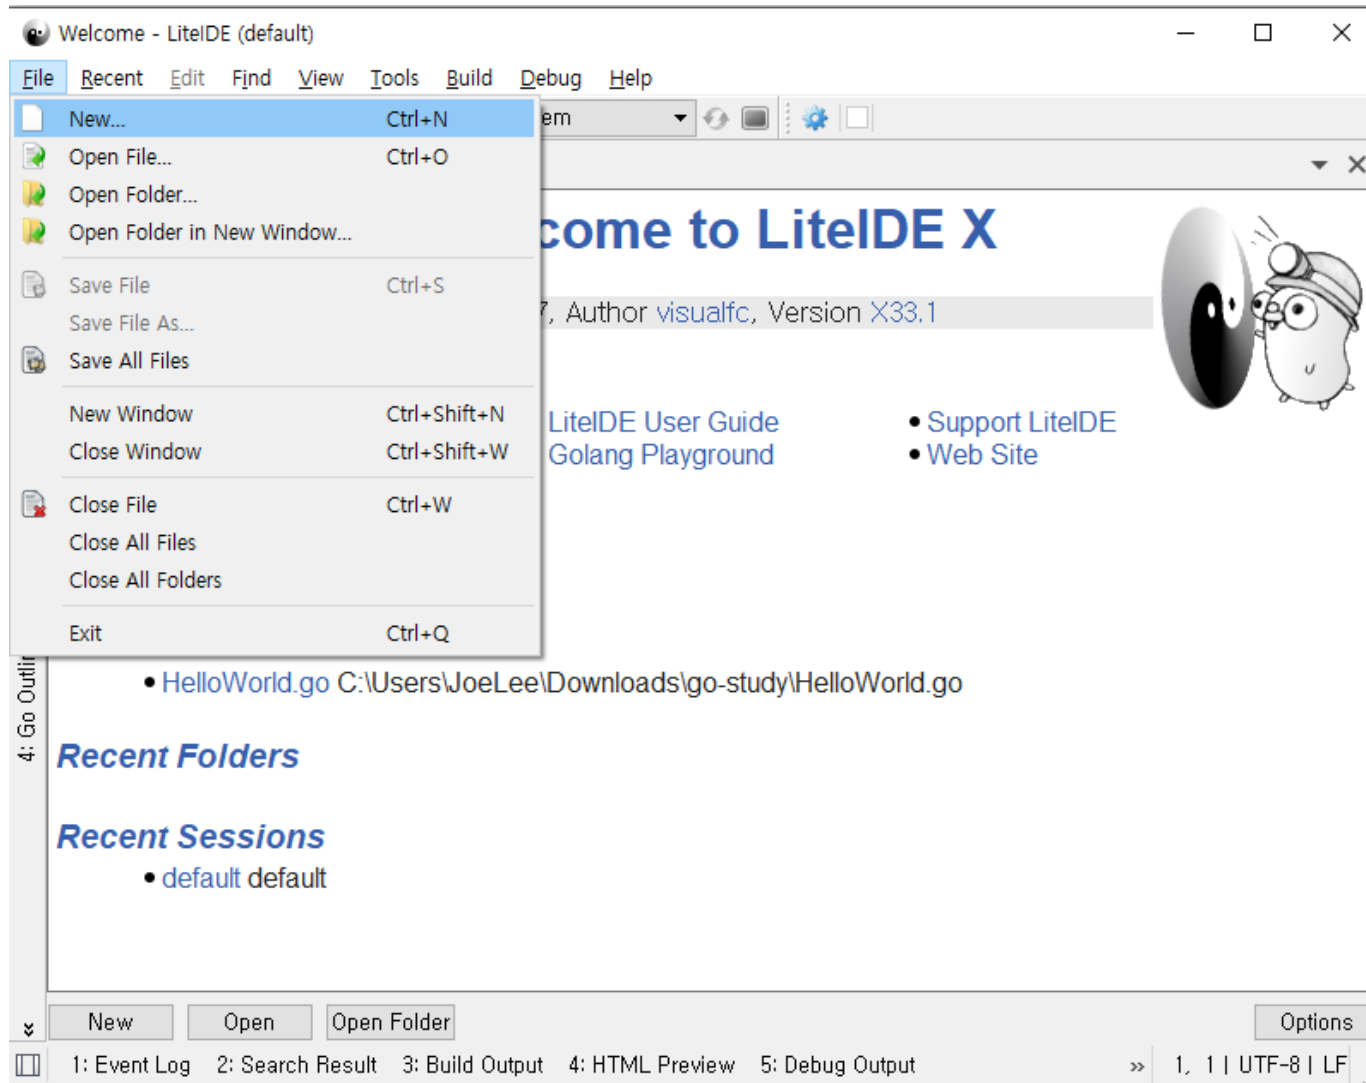 Welcome - LiteIDE (default)
File Recent Edit Find View Tools Build Debug Help
New... Ctrl+N
em
Open File... Ctrl+O
Open Folder...
Open Folder in New Window...
come to LiteIDE X
Save File Ctrl+S
7, Author visualfc, Version X33.1
Save File As...
Save All Files
New Window Ctrl+Shift+N
LiteIDE User Guide • Support LiteIDE
Close Window Ctrl+Shift+W
Golang Playground • Web Site
Close File Ctrl+W
Close All Files
Close All Folders
Exit Ctrl+Q
4: Go Outlin
• HelloWorld.go C:\Users\JoeLee\Downloads\go-study\HelloWorld.go
Recent Folders
Recent Sessions
• default default
New Open Open Folder Options
1: Event Log 2: Search Result 3: Build Output 4: HTML Preview 5: Debug Output » 1, 1 | UTF-8 | LF